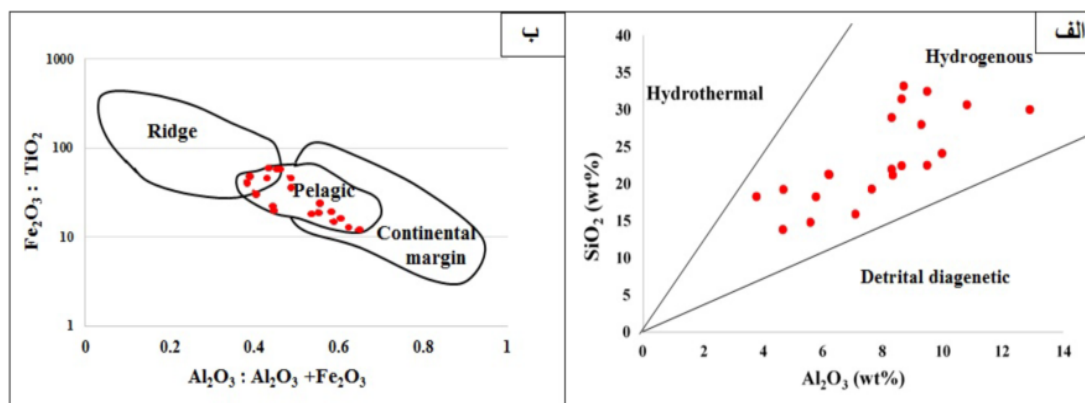 ب
1000
100
10
1
0
0.2
0.4
0.6
0.8
1
Fe₂O₃ : TiO₂
Al₂O₃ : Al₂O₃ +Fe₂O₃
Ridge
Pelagic
Continental
margin
الف
40
35
30
25
20
15
10
5
0
0
2
4
6
8
10
12
14
SiO₂ (wt%)
Al₂O₃ (wt%)
Hydrothermal
Hydrogenous
Detrital diagenetic